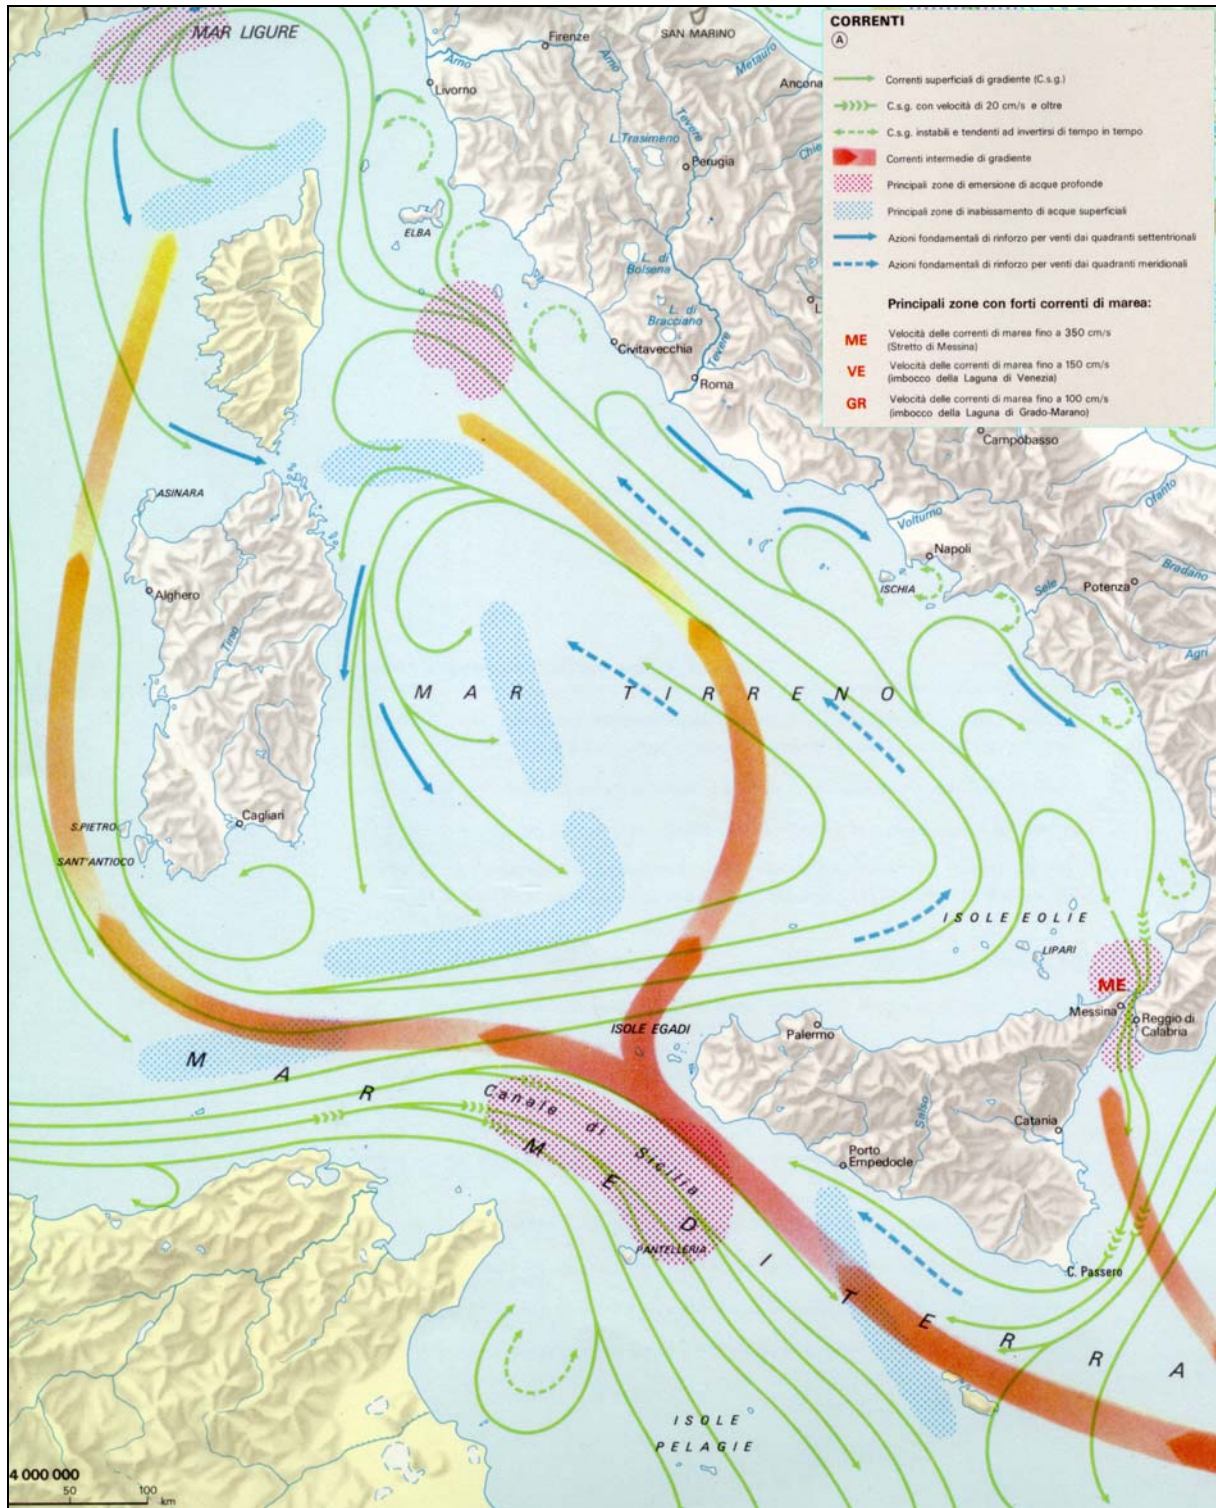 CORRENTI
A
Correnti superficiali di gradiente (C.s.g.)
C.s.g. con velocità di 20 cm/s e oltre
C.s.g. instabili e tendenti ad invertirsi di tempo in tempo
Correnti intermedie di gradiente
Principali zone di emersione di acque profonde
Principali zone di inabissamento di acque superficiali
Azioni fondamentali di rinforzo per venti dai quadranti settentrionali
Azioni fondamentali di rinforzo per venti dai quadranti meridionali
Principali zone con forti correnti di marea:
ME Velocità delle correnti di marea fino a 350 cm/s
(Stretto di Messina)
VE Velocità delle correnti di marea fino a 150 cm/s
(imbocco della Laguna di Venezia)
GR Velocità delle correnti di marea fino a 100 cm/s
(imbocco della Laguna di Grado-Marano)
MAR LIGURE
Firenze
SAN MARINO
Arno
Arno
Metauro
Livorno
Ancona
Tevere
L. Trasimeno
Perugia
Chie
ELBA
L. di
Bolsena
L. di
Bracciano
L
Civitavecchia
Tevere
Roma
Campobasso
ASINARA
Ofanto
Volturno
Napoli
Bradano
Alghero
ISCHIA
Sele
Potenza
Tirso
Agri
MAR TIRRENO
Cagliari
S.PIETRO
SANT'ANTIOCO
ISOLE EOLIE
LIPARI
ME
Messina
Reggio di
Calabria
ISOLE EGADI
Palermo
MAR MEDITERRA
Canale di Sicilia
Salso
Catania
Porto
Empedocle
PANTELLERIA
C. Passero
ISOLE
PELAGIE
4 000 000
50 100
km